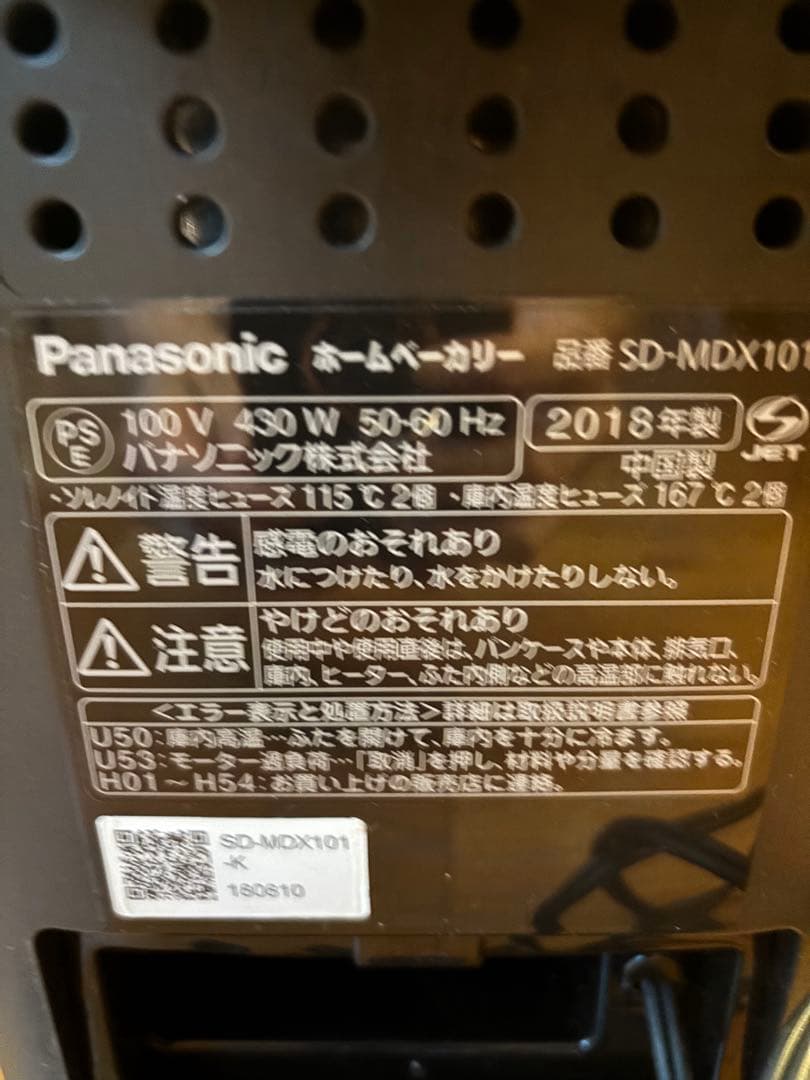 Panasonic ホームベーカリー 品番 SD-MDX101
PS E 100 V 430 W 50-60 Hz 2018年製 S JET
パナソニック株式会社 中国製
・ソレノイド温度ヒューズ 115℃ 2個 ・庫内温度ヒューズ 167℃ 2個
警告 感電のおそれあり
水につけたり、水をかけたりしない。
注意 やけどのおそれあり
使用中や使用直後は、パンケースや本体、排気口、
庫内、ヒーター、ふた内側などの高温部に触れない。
<エラー表示と処置方法>詳細は取扱説明書参照
U50:庫内高温…ふたを開けて、庫内を十分に冷ます。
U53:モーター過負荷…「取消」を押し、材料や分量を確認する。
H01～H54:お買い上げの販売店に連絡。
SD-MDX101
-K